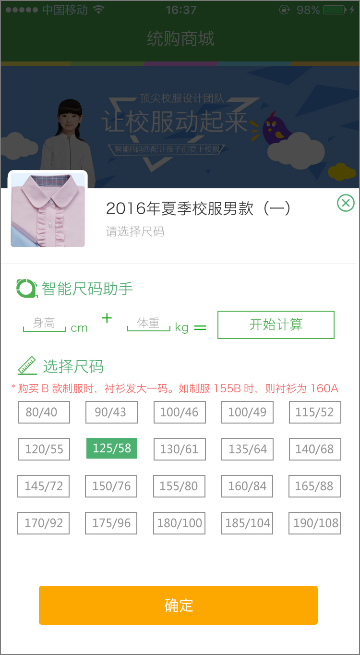 中国移动 16:37 98%
统购商城
顶尖校服设计团队
让校服动起来
2016年夏季校服男款（一）
请选择尺码
智能尺码助手
身高 cm + 体重 kg = 开始计算
选择尺码
* 购买 B 款制服时，衬衫发大一码。如制服 155B 时，则衬衫为 160A
80/40 90/43 100/46 100/49 115/52
120/55 125/58 130/61 135/64 140/68
145/72 150/76 155/80 160/84 165/88
170/92 175/96 180/100 185/104 190/108
确定